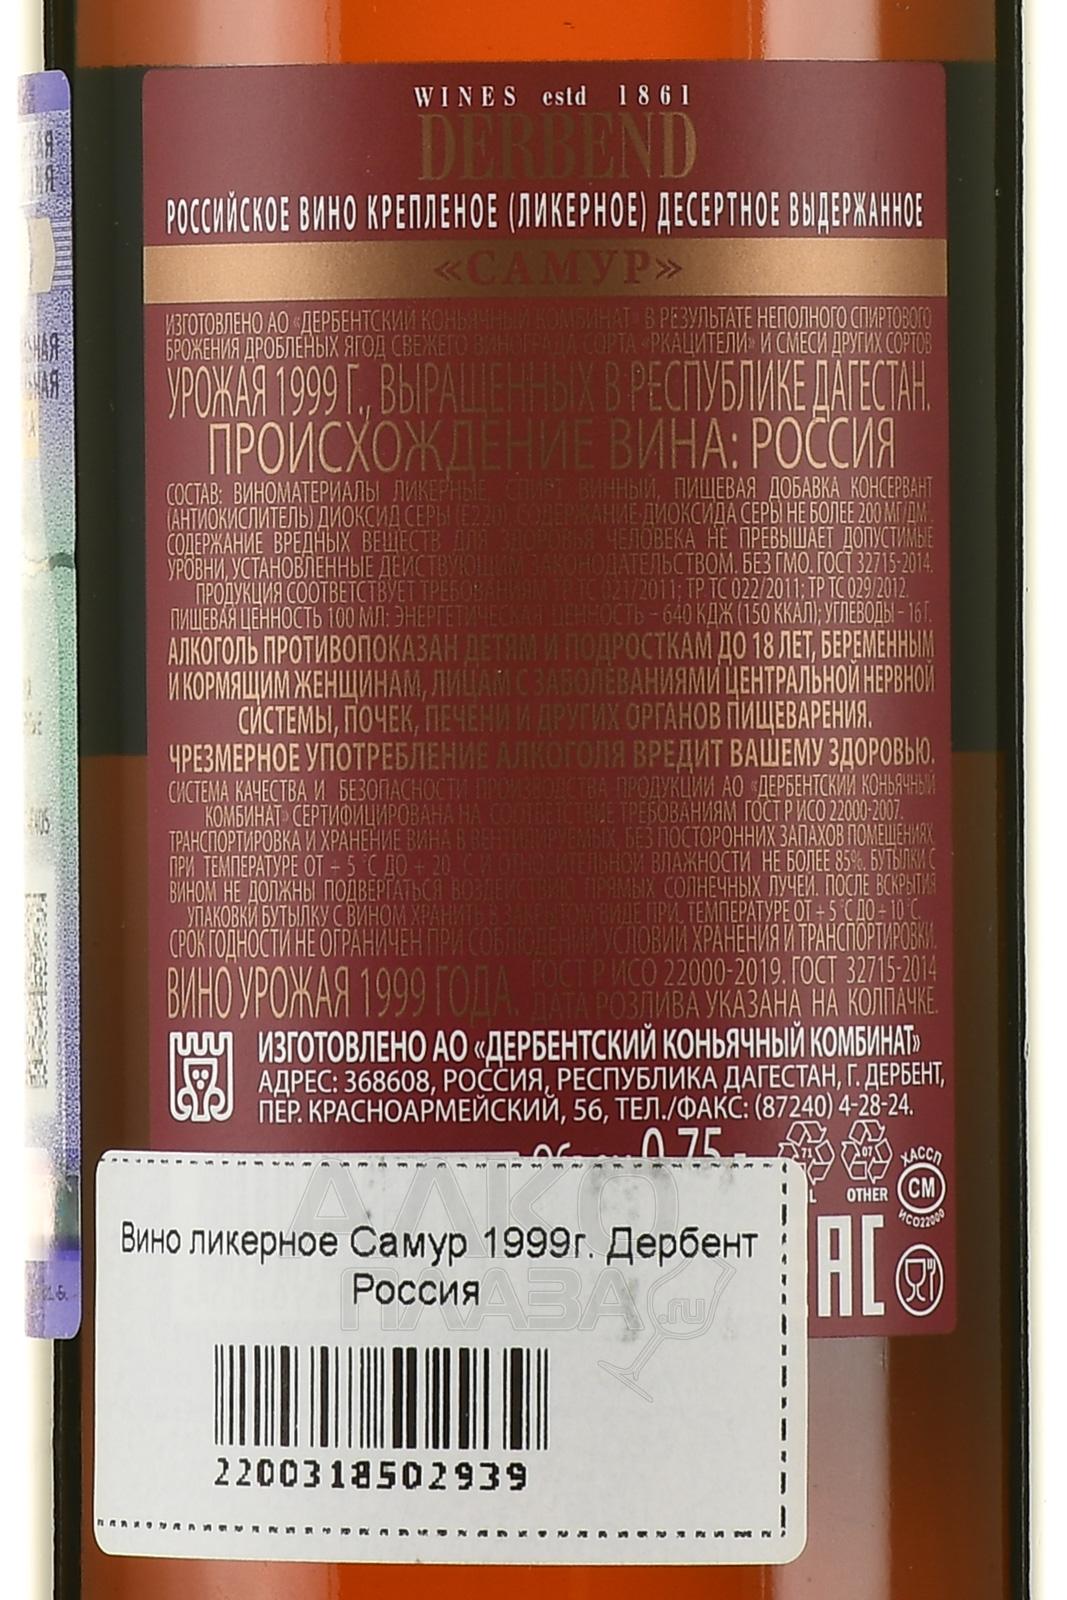 WINES estd 1861
DERBEND
РОССИЙСКОЕ ВИНО КРЕПЛЕНОЕ (ЛИКЕРНОЕ) ДЕСЕРТНОЕ ВЫДЕРЖАННОЕ
«САМУР»
ИЗГОТОВЛЕНО АО «ДЕРБЕНТСКИЙ КОНЬЯЧНЫЙ КОМБИНАТ» В РЕЗУЛЬТАТЕ НЕПОЛНОГО СПИРТОВОГО
БРОЖЕНИЯ ДРОБЛЕНЫХ ЯГОД СВЕЖЕГО ВИНОГРАДА СОРТА «РКАЦИТЕЛИ» И СМЕСИ ДРУГИХ СОРТОВ
УРОЖАЯ 1999 Г., ВЫРАЩЕННЫХ В РЕСПУБЛИКЕ ДАГЕСТАН.
ПРОИСХОЖДЕНИЕ ВИНА: РОССИЯ
СОСТАВ: ВИНОМАТЕРИАЛЫ ЛИКЕРНЫЕ, СПИРТ ВИННЫЙ, ПИЩЕВАЯ ДОБАВКА КОНСЕРВАНТ
(АНТИОКИСЛИТЕЛЬ) ДИОКСИД СЕРЫ СОДЕРЖАНИЕ ДИОКСИДА СЕРЫ НЕ БОЛЕЕ 200 МГ/ДМ³
СОДЕРЖАНИЕ ВРЕДНЫХ ВЕЩЕСТВ ДЛЯ ЗДОРОВЬЯ ЧЕЛОВЕКА НЕ ПРЕВЫШАЕТ ДОПУСТИМЫЕ
УРОВНИ, УСТАНОВЛЕННЫЕ ДЕЙСТВУЮЩИМ ЗАКОНОДАТЕЛЬСТВОМ. БЕЗ ГМО. ГОСТ 32715-2014.
ПРОДУКЦИЯ СООТВЕТСТВУЕТ ТРЕБОВАНИЯМ ТР ТС 021/2011; ТР ТС 022/2011; ТР ТС 029/2012.
ПИЩЕВАЯ ЦЕННОСТЬ 100 МЛ: ЭНЕРГЕТИЧЕСКАЯ ЦЕННОСТЬ – 640 КДЖ (150 ККАЛ); УГЛЕВОДЫ – 16 Г.
АЛКОГОЛЬ ПРОТИВОПОКАЗАН ДЕТЯМ И ПОДРОСТКАМ ДО 18 ЛЕТ, БЕРЕМЕННЫМ
И КОРМЯЩИМ ЖЕНЩИНАМ, ЛИЦАМ С ЗАБОЛЕВАНИЯМИ ЦЕНТРАЛЬНОЙ НЕРВНОЙ
СИСТЕМЫ, ПОЧЕК, ПЕЧЕНИ И ДРУГИХ ОРГАНОВ ПИЩЕВАРЕНИЯ.
ЧРЕЗМЕРНОЕ УПОТРЕБЛЕНИЕ АЛКОГОЛЯ ВРЕДИТ ВАШЕМУ ЗДОРОВЬЮ.
СИСТЕМА КАЧЕСТВА И БЕЗОПАСНОСТИ ПРОИЗВОДСТВА ПРОДУКЦИИ АО «ДЕРБЕНТСКИЙ КОНЬЯЧНЫЙ
КОМБИНАТ» СЕРТИФИЦИРОВАНА НА СООТВЕТСТВИЕ ТРЕБОВАНИЯМ ГОСТ Р ИСО 22000-2007.
ТРАНСПОРТИРОВКА И ХРАНЕНИЕ ВИНА В ВЕНТИЛИРУЕМЫХ, БЕЗ ПОСТОРОННИХ ЗАПАХОВ ПОМЕЩЕНИЯХ
ПРИ ТЕМПЕРАТУРЕ ОТ + 5 °С ДО + 20 °С И ОТНОСИТЕЛЬНОЙ ВЛАЖНОСТИ НЕ БОЛЕЕ 85%. БУТЫЛКИ С
ВИНОМ НЕ ДОЛЖНЫ ПОДВЕРГАТЬСЯ ВОЗДЕЙСТВИЮ ПРЯМЫХ СОЛНЕЧНЫХ ЛУЧЕЙ. ПОСЛЕ ВСКРЫТИЯ
УПАКОВКИ БУТЫЛКУ С ВИНОМ ХРАНИТЬ В ЗАКРЫТОМ ВИДЕ ПРИ ТЕМПЕРАТУРЕ ОТ + 5 °С ДО + 10 °С.
СРОК ГОДНОСТИ НЕ ОГРАНИЧЕН ПРИ СОБЛЮДЕНИИ УСЛОВИЙ ХРАНЕНИЯ И ТРАНСПОРТИРОВКИ.
ВИНО УРОЖАЯ 1999 ГОДА. ГОСТ Р ИСО 22000-2019. ГОСТ 32715-2014
ДАТА РОЗЛИВА УКАЗАНА НА КОЛПАЧКЕ.
ИЗГОТОВЛЕНО АО «ДЕРБЕНТСКИЙ КОНЬЯЧНЫЙ КОМБИНАТ»
АДРЕС: 368608, РОССИЯ, РЕСПУБЛИКА ДАГЕСТАН, Г. ДЕРБЕНТ,
ПЕР. КРАСНОАРМЕЙСКИЙ, 56, ТЕЛ./ФАКС: (87240) 4-28-24.
Объем 0,75 л
71
07
OTHER
ХАССП
СМ
ИСО22000
EAC
Вино ликерное Самур 1999г. Дербент
Россия
2200318502939
АЛКО
ПЛАЗА.ru